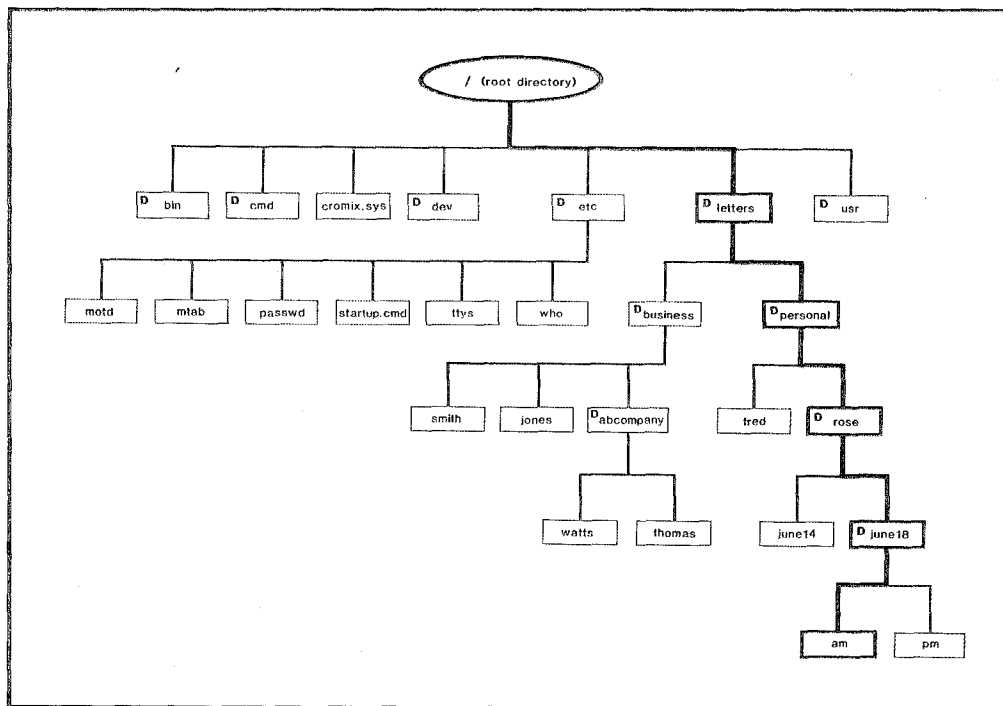 / (root directory)
D bin D cmd cromix.sys D dev D etc D letters D usr
motd mtab passwd startup.cmd ttys who D business D personal
smith jones D abcompany fred D rose
watts thomas june14 D june18
am pm